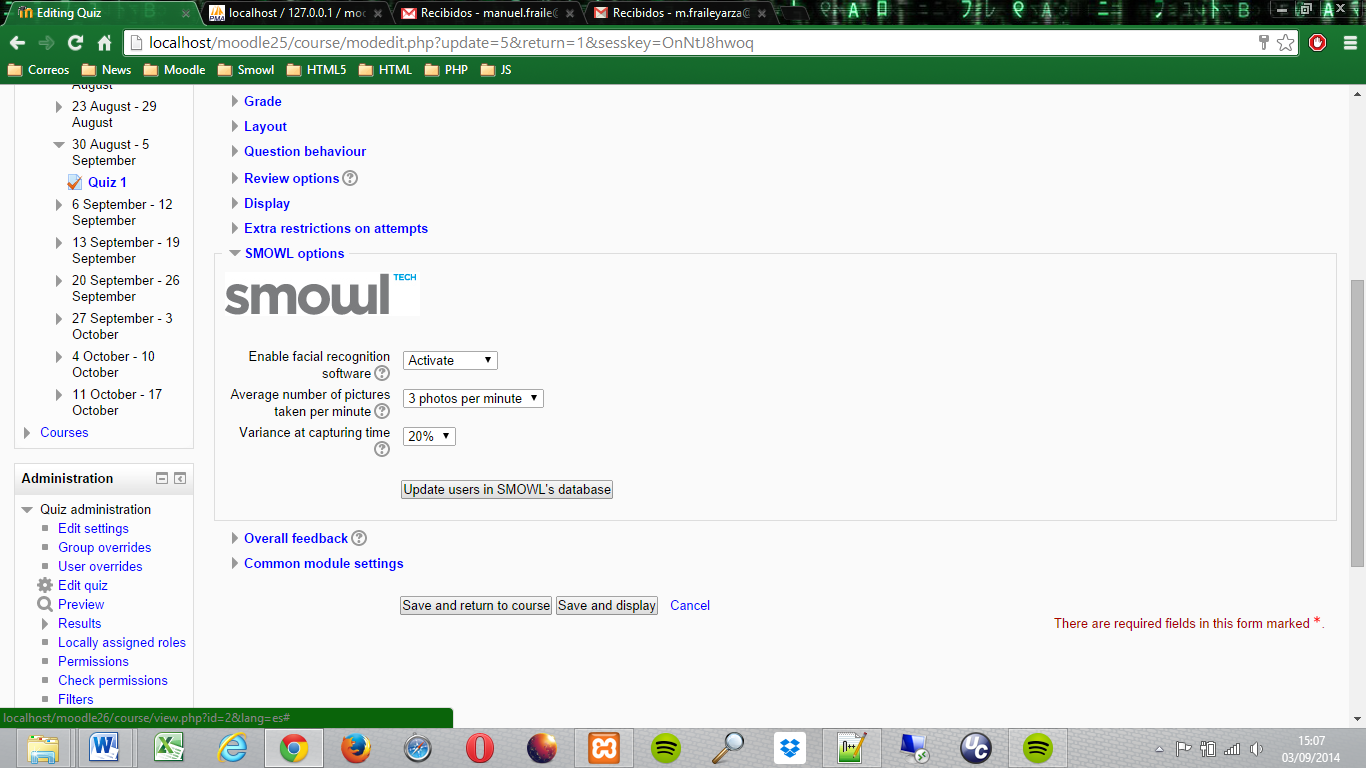 Editing Quiz
localhost / 127.0.0.1 / moo
Recibidos - manuel.fraile@
Recibidos - m.fraileyarza@
localhost/moodle25/course/modedit.php?update=5&return=1&sesskey=OnNtJ8hwoq
Correos News Moodle Smowl HTML5 HTML PHP JS
August
23 August - 29
August
30 August - 5
September
Quiz 1
6 September - 12
September
13 September - 19
September
20 September - 26
September
27 September - 3
October
4 October - 10
October
11 October - 17
October
Courses
Administration
Quiz administration
Edit settings
Group overrides
User overrides
Edit quiz
Preview
Results
Locally assigned roles
Permissions
Check permissions
Filters
Grade
Layout
Question behaviour
Review options
Display
Extra restrictions on attempts
SMOWL options
smowl TECH
Enable facial recognition
software
Activate
Average number of pictures
taken per minute
3 photos per minute
Variance at capturing time
20%
Update users in SMOWL's database
Overall feedback
Common module settings
Save and return to course Save and display Cancel
There are required fields in this form marked *.
localhost/moodle26/course/view.php?id=2&lang=es#
15:07
03/09/2014